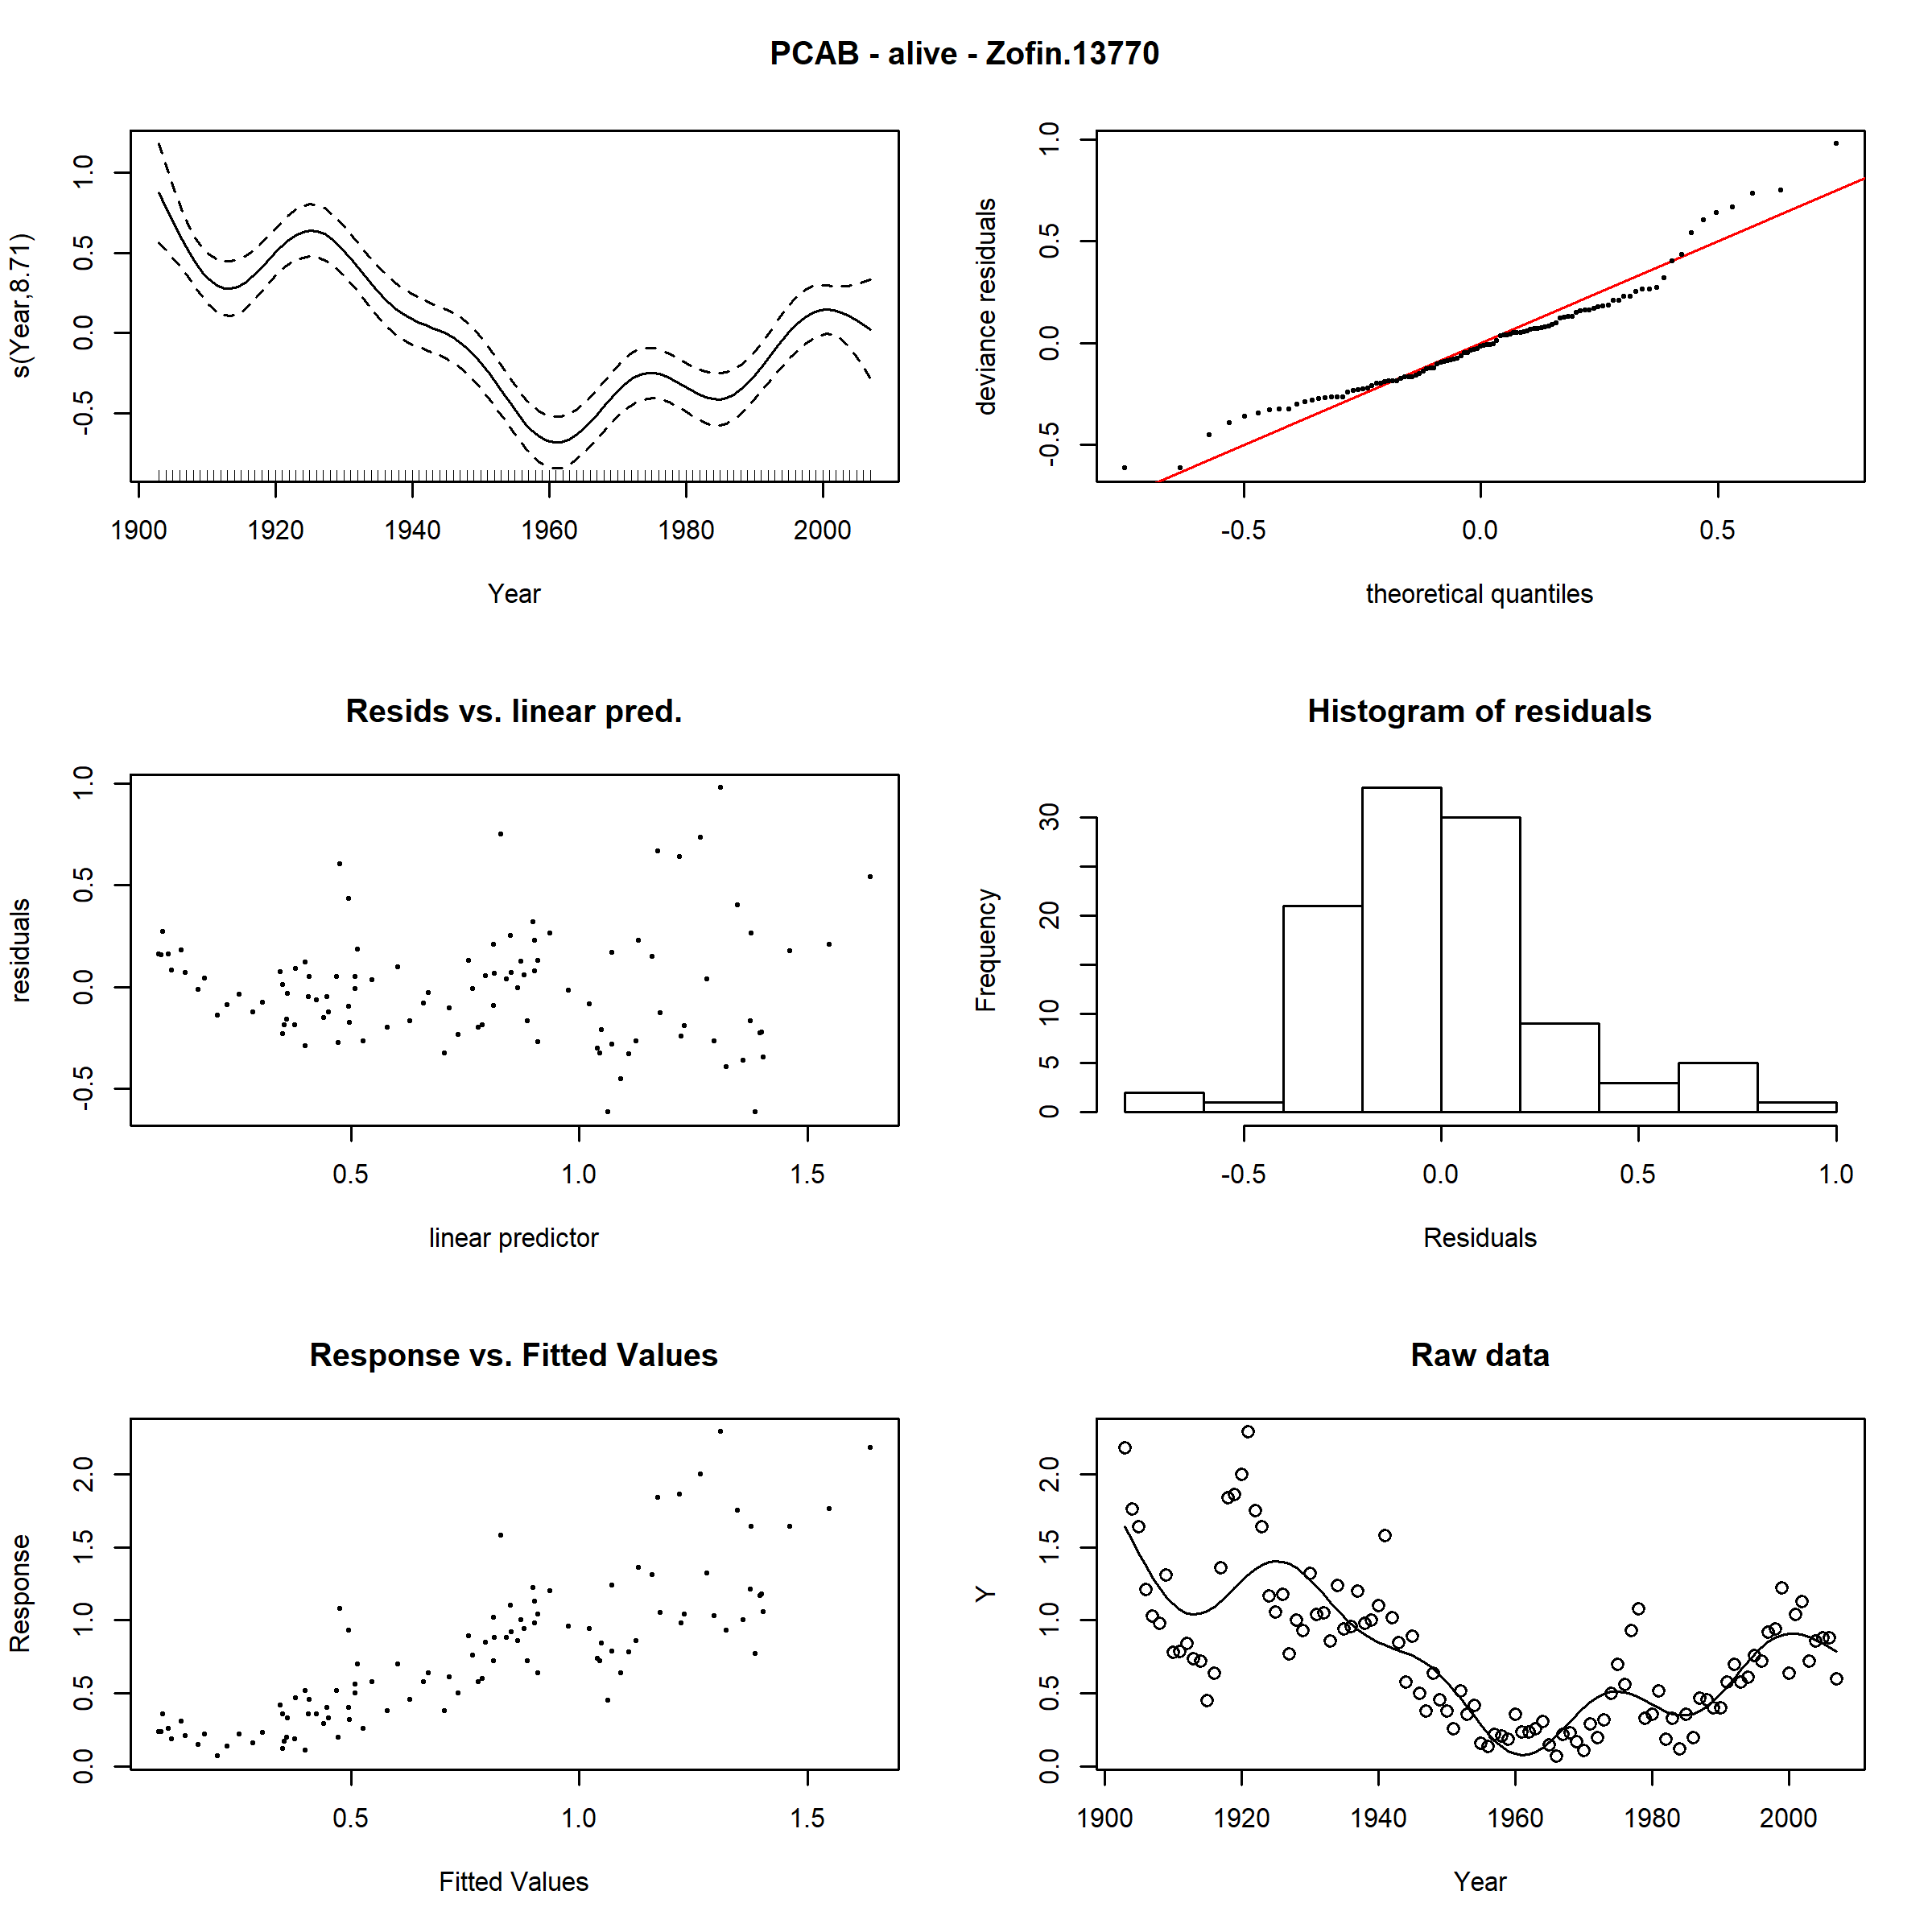 PCAB - alive - Zofin.13770
s(Year,8.71)
-0.5 0.0 0.5 1.0
1900 1920 1940 1960 1980 2000
Year
deviance residuals
-0.5 0.0 0.5 1.0
-0.5 0.0 0.5
theoretical quantiles
Resids vs. linear pred.
residuals
-0.5 0.0 0.5 1.0
0.5 1.0 1.5
linear predictor
Histogram of residuals
Frequency
0 5 10 20 30
-0.5 0.0 0.5 1.0
Residuals
Response vs. Fitted Values
Response
0.0 0.5 1.0 1.5 2.0
0.5 1.0 1.5
Fitted Values
Raw data
Y
0.0 0.5 1.0 1.5 2.0
1900 1920 1940 1960 1980 2000
Year